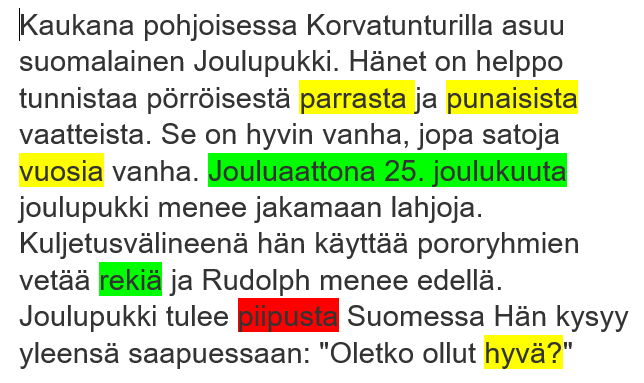 Kaukana pohjoisessa Korvatunturilla asuu
suomalainen Joulupukki. Hänet on helppo
tunnistaa pörröisestä parrasta ja punaisista
vaatteista. Se on hyvin vanha, jopa satoja
vuosia vanha. Jouluaattona 25. joulukuuta
joulupukki menee jakamaan lahjoja.
Kuljetusvälineenä hän käyttää pororyhmien
vetää rekiä ja Rudolph menee edellä.
Joulupukki tulee piipusta Suomessa Hän kysyy
yleensä saapuessaan: "Oletko ollut hyvä?"